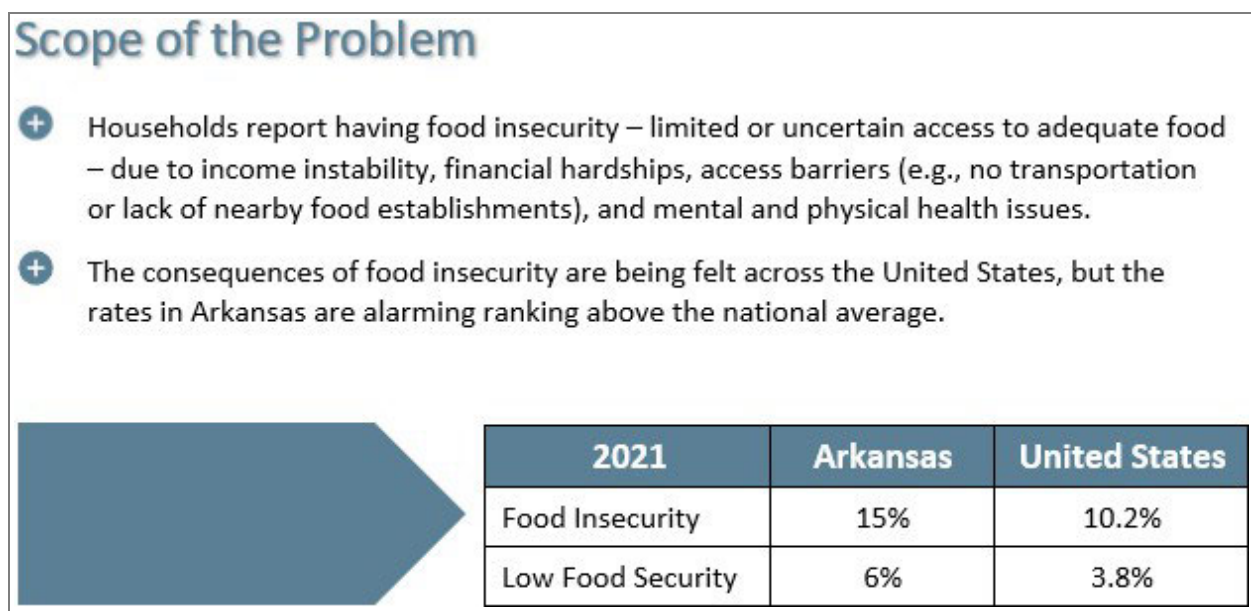 Scope of the Problem
Households report having food insecurity – limited or uncertain access to adequate food
– due to income instability, financial hardships, access barriers (e.g., no transportation
or lack of nearby food establishments), and mental and physical health issues.
The consequences of food insecurity are being felt across the United States, but the
rates in Arkansas are alarming ranking above the national average.
2021 Arkansas United States
Food Insecurity 15% 10.2%
Low Food Security 6% 3.8%